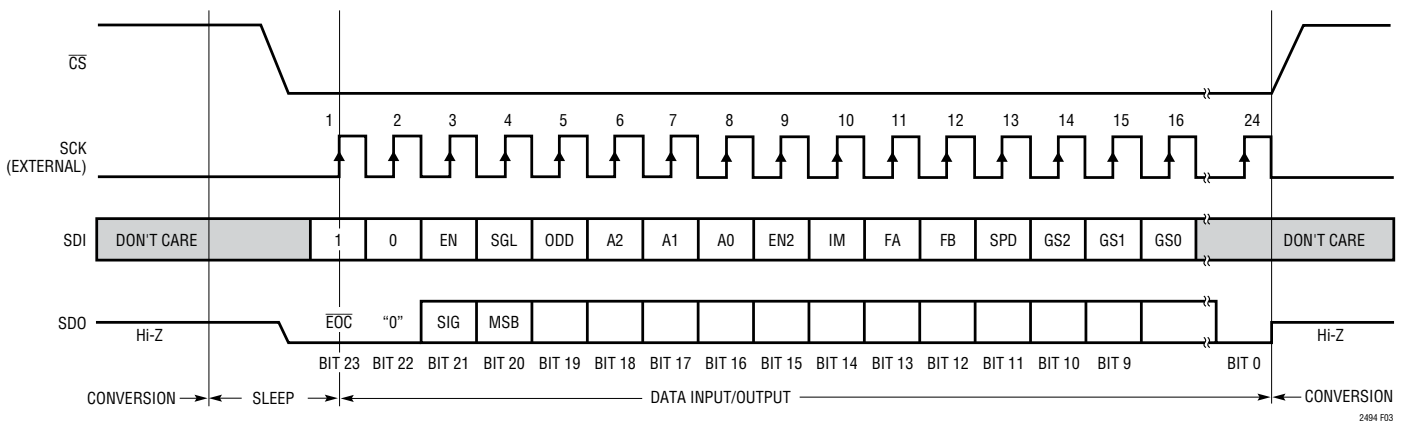 C̅S̅
1 2 3 4 5 6 7 8 9 10 11 12 13 14 15 16 24
SCK
(EXTERNAL)
SDI DON'T CARE 1 0 EN SGL ODD A2 A1 A0 EN2 IM FA FB SPD GS2 GS1 GS0 DON'T CARE
SDO Hi-Z E̅O̅C̅ “0” SIG MSB Hi-Z
BIT 23 BIT 22 BIT 21 BIT 20 BIT 19 BIT 18 BIT 17 BIT 16 BIT 15 BIT 14 BIT 13 BIT 12 BIT 11 BIT 10 BIT 9 BIT 0
CONVERSION SLEEP DATA INPUT/OUTPUT CONVERSION
2494 F03